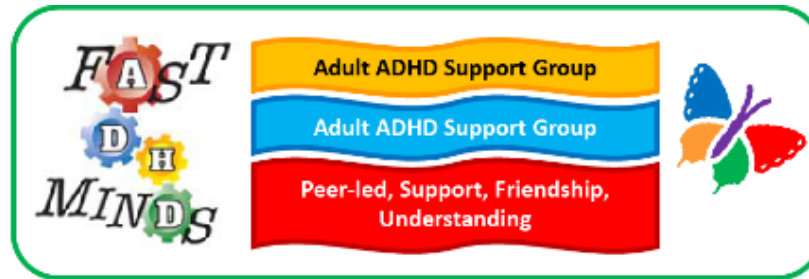 FAST
DH
MINDS
Adult ADHD Support Group
Adult ADHD Support Group
Peer-led, Support, Friendship,
Understanding